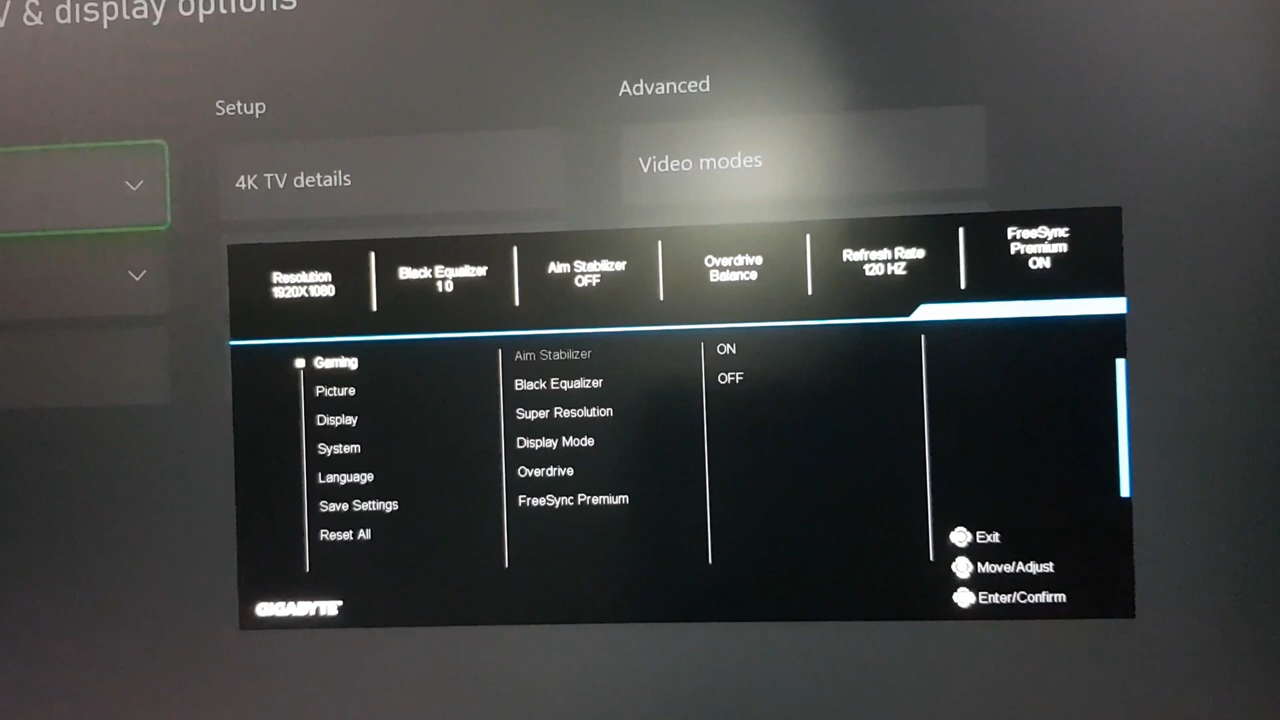 V & display options
Setup
Advanced
4K TV details
Video modes
Resolution
1920X1080
Black Equalizer
10
Aim Stabilizer
OFF
Overdrive
Balance
Refresh Rate
120 HZ
FreeSync
Premium
ON
Gaming
Picture
Display
System
Language
Save Settings
Reset All
Aim Stabilizer
Black Equalizer
Super Resolution
Display Mode
Overdrive
FreeSync Premium
ON
OFF
Exit
Move/Adjust
Enter/Confirm
GIGABYTE